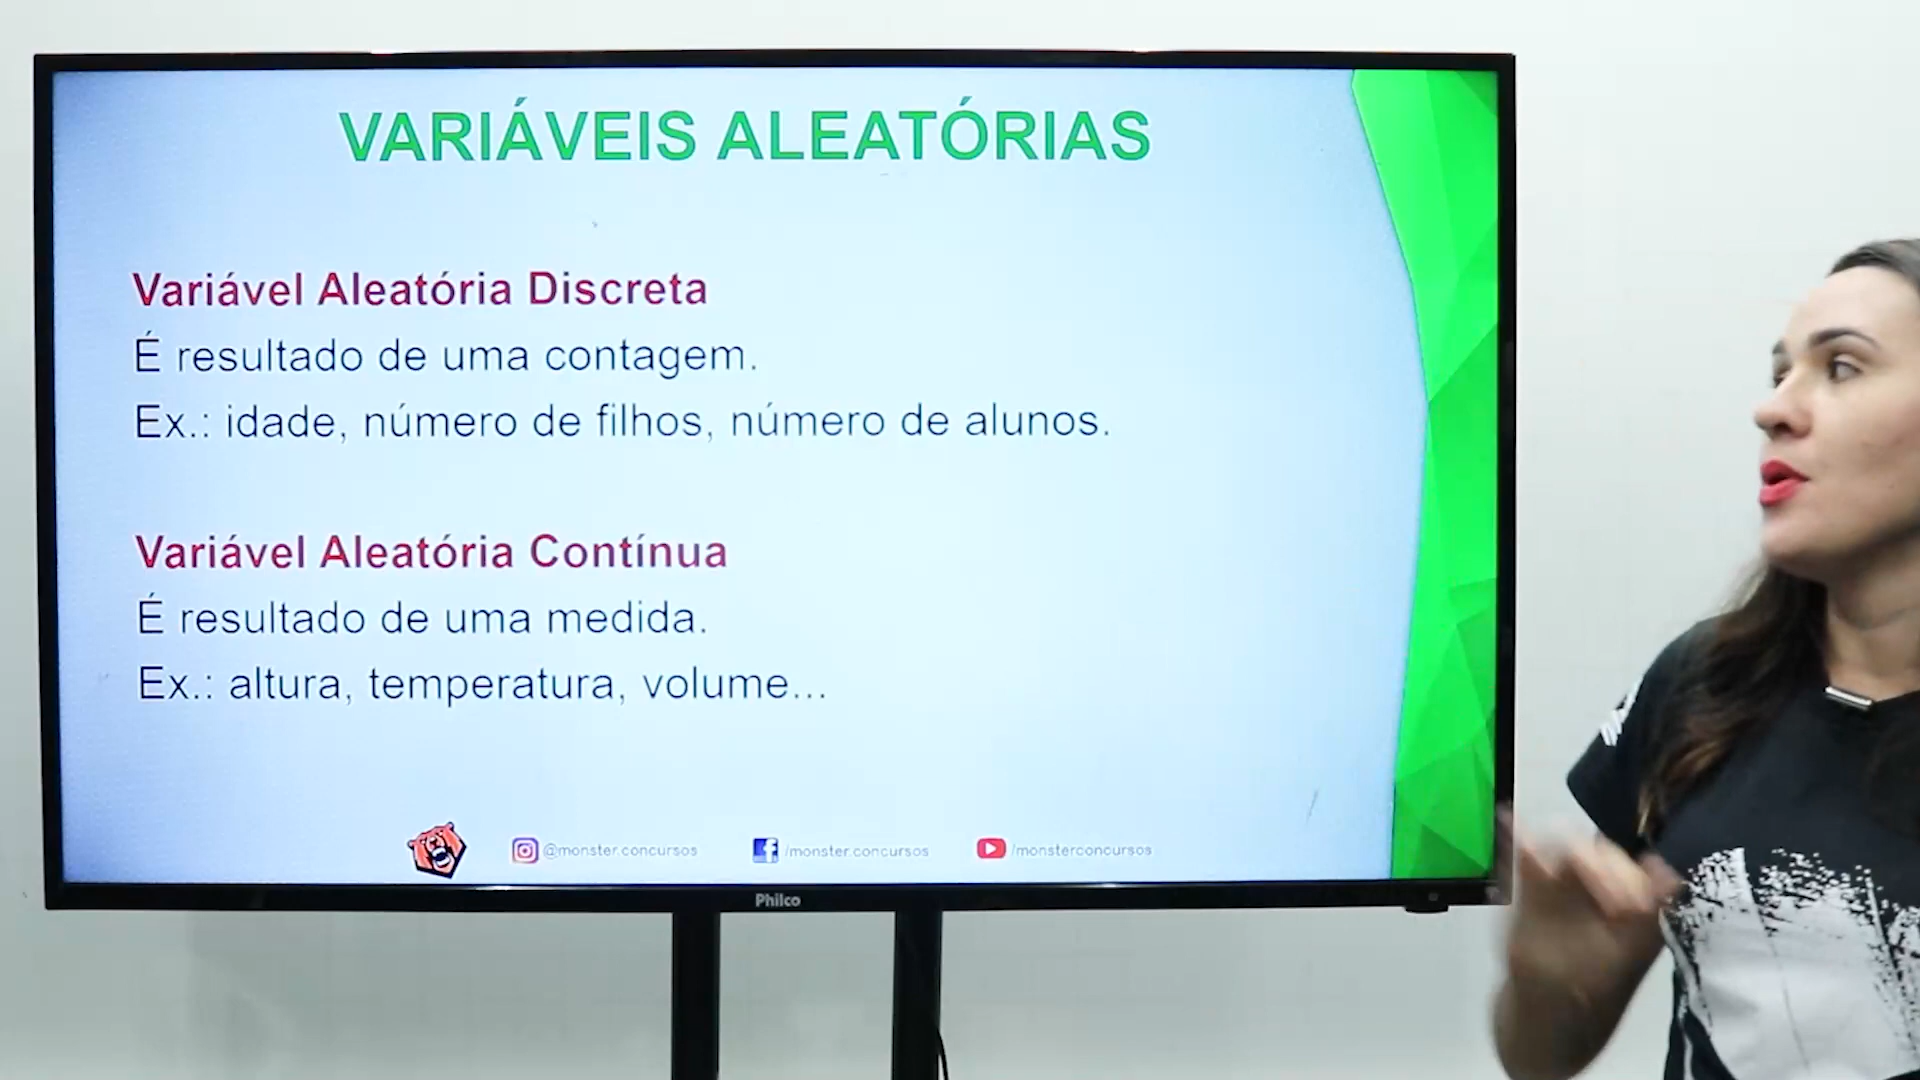 VARIÁVEIS ALEATÓRIAS
Variável Aleatória Discreta
É resultado de uma contagem.
Ex.: idade, número de filhos, número de alunos.
Variável Aleatória Contínua
É resultado de uma medida.
Ex.: altura, temperatura, volume...
@monster.concursos /monster.concursos /monsterconcursos
Philco